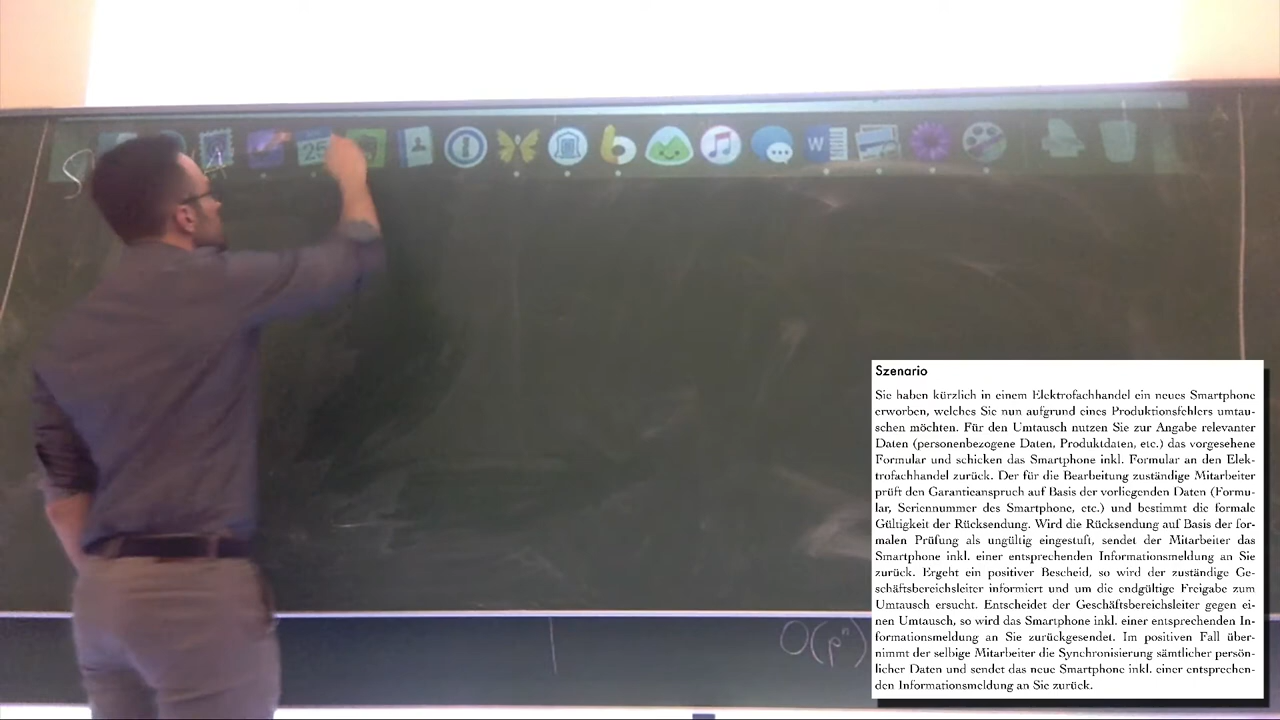 S A
25
W
O(pⁿ)
Szenario
Sie haben kürzlich in einem Elektrofachhandel ein neues Smartphone
erworben, welches Sie nun aufgrund eines Produktionsfehlers umtau-
schen möchten. Für den Umtausch nutzen Sie zur Angabe relevanter
Daten (personenbezogene Daten, Produktdaten, etc.) das vorgesehene
Formular und schicken das Smartphone inkl. Formular an den Elek-
trofachhandel zurück. Der für die Bearbeitung zuständige Mitarbeiter
prüft den Garantieanspruch auf Basis der vorliegenden Daten (Formu-
lar, Seriennummer des Smartphone, etc.) und bestimmt die formale
Gültigkeit der Rücksendung. Wird die Rücksendung auf Basis der for-
malen Prüfung als ungültig eingestuft, sendet der Mitarbeiter das
Smartphone inkl. einer entsprechenden Informationsmeldung an Sie
zurück. Ergeht ein positiver Bescheid, so wird der zuständige Ge-
schäftsbereichsleiter informiert und um die endgültige Freigabe zum
Umtausch ersucht. Entscheidet der Geschäftsbereichsleiter gegen ei-
nen Umtausch, so wird das Smartphone inkl. einer entsprechenden In-
formationsmeldung an Sie zurückgesendet. Im positiven Fall über-
nimmt der selbige Mitarbeiter die Synchronisierung sämtlicher persön-
licher Daten und sendet das neue Smartphone inkl. einer entsprechen-
den Informationsmeldung an Sie zurück.